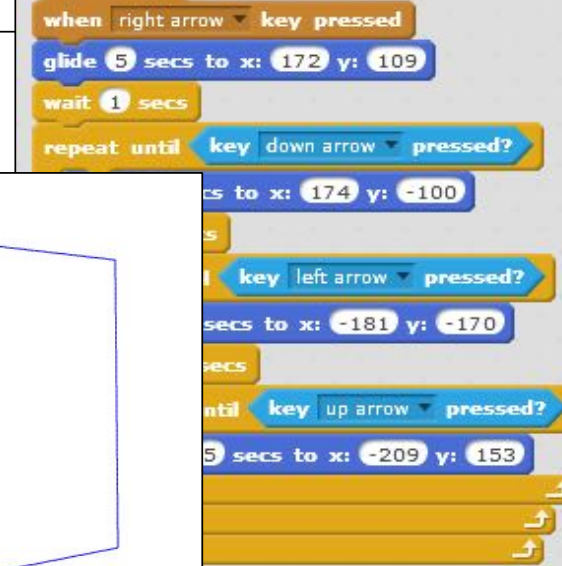 when right arrow key pressed
glide 5 secs to x: 172 y: 109
wait 1 secs
repeat until key down arrow pressed?
to x: 174 y: -100
key left arrow pressed?
secs to x: -181 y: -170
secs
key up arrow pressed?
5 secs to x: -209 y: 153